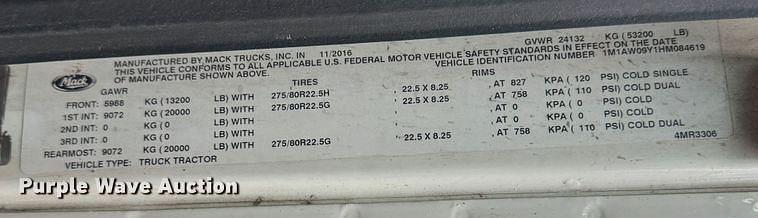 MANUFACTURED BY, MACK TRUCKS, INC. IN 11/2016 GVWR 24132 KG (53200 LB)
THIS VEHICLE CONFORMS TO ALL APPLICABLE U.S. FEDERAL MOTOR VEHICLE SAFETY STANDARDS IN EFFECT ON THE DATE
OF MANUFACTURE SHOWN ABOVE. VEHICLE IDENTIFICATION NUMBER 1M1AW09Y1HM084619
Mack
GAWR TIRES RIMS
FRONT: 5988 KG (13200 LB) WITH 275/80R22.5H 22.5 X 8.25 , AT 827 KPA ( 120 PSI) COLD SINGLE
1ST INT: 9072 KG (20000 LB) WITH 275/80R22.5G 22.5 X 8.25 , AT 758 KPA ( 110 PSI) COLD DUAL
2ND INT: 0 KG ( 0 LB) WITH , AT 0 KPA ( 0 PSI) COLD
3RD INT: 0 KG ( 0 LB) WITH , AT 0 KPA ( 0 PSI) COLD
REARMOST: 9072 KG (20000 LB) WITH 275/80R22.5G 22.5 X 8.25 , AT 758 KPA ( 110 PSI) COLD DUAL
VEHICLE TYPE: TRUCK TRACTOR 4MR3306
Purple Wave Auction